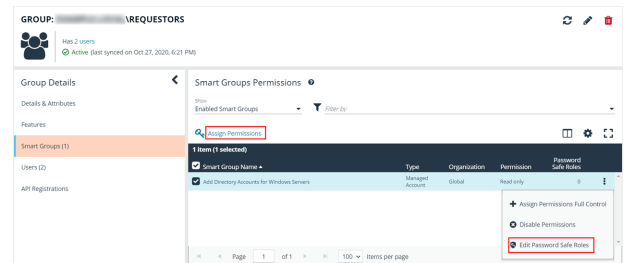 GROUP: \REQUESTORS
Has 2 users
Active (last synced on Oct 27, 2020, 6:21 PM)
Group Details
Details & Attributes
Features
Smart Groups (1)
Users (2)
API Registrations
Smart Groups Permissions
Show
Enabled Smart Groups
Filter by
Assign Permissions
1 item (1 selected)
Smart Group Name Type Organization Permission Password Safe Roles
Add Directory Accounts for Windows Servers Managed Account Global Read only 0
Assign Permissions Full Control
Disable Permissions
Edit Password Safe Roles
Page 1 of 1 100 Items per page